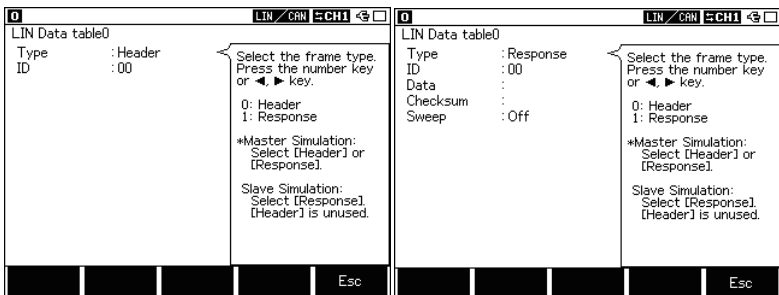 0 LIN/CAN CH1
LIN Data table0
Type : Header
ID : 00
Select the frame type.
Press the number key
or ◀, ▶ key.
0: Header
1: Response
*Master Simulation:
Select [Header] or
[Response].
Slave Simulation:
Select [Response].
[Header] is unused.
Esc
0 LIN/CAN CH1
LIN Data table0
Type : Response
ID : 00
Data :
Checksum :
Sweep : Off
Select the frame type.
Press the number key
or ◀, ▶ key.
0: Header
1: Response
*Master Simulation:
Select [Header] or
[Response].
Slave Simulation:
Select [Response].
[Header] is unused.
Esc